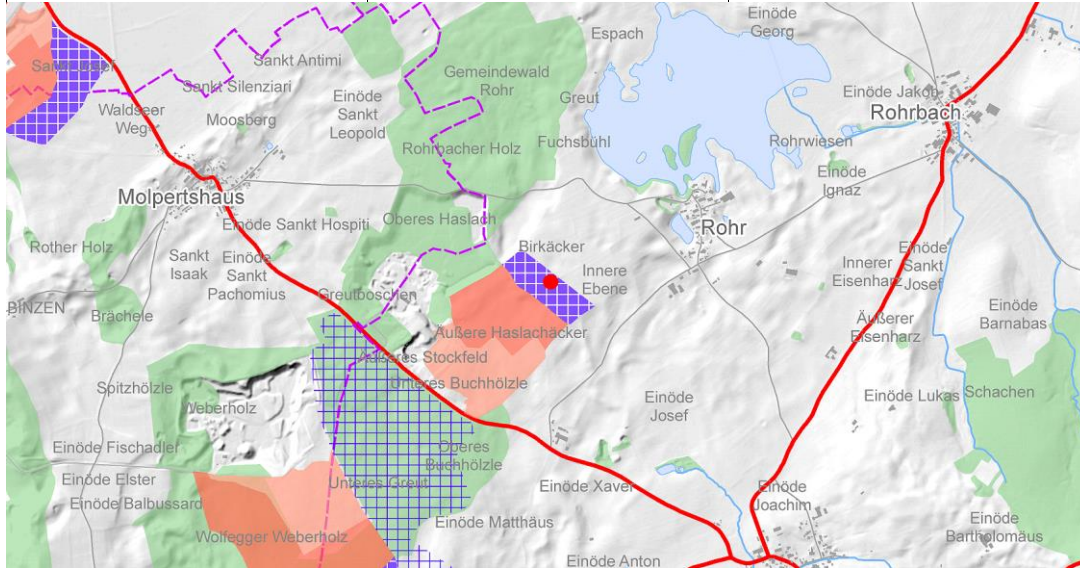 Einöde
Georg
Espach
Sankt Antimi
Sankt Josef
Gemeindewald
Rohr
Sankt Silenziari
Einöde
Sankt
Leopold
Greut
Einöde Jakob
Rohrbach
Waldseer
Weg
Moosberg
Fuchsbühl
Rohrwiesen
Rohrbacher Holz
Einöde
Ignaz
Molpertshaus
Einöde Sankt Hospiti
Oberes Haslach
Rohr
Rother Holz
Birkäcker
Sankt
Isaak
Einöde
Sankt
Pachomius
Innere
Ebene
Innerer
Eisenharz
Einöde
Sankt
Josef
Greutböschen
BINZEN
Brächele
Einöde
Barnabas
Äußerer
Eisenharz
Äußere Haslachäcker
Äußeres Stockfeld
Unteres Buchhölzle
Spitzhölzle
Weberholz
Einöde
Josef
Einöde Lukas
Schachen
Einöde Fischadler
Oberes
Buchhölzle
Einöde Elster
Unteres Greut
Einöde Xaver
Einöde
Joachim
Einöde Balbussard
Einöde Matthäus
Einöde
Bartholomäus
Wolfegger Weberholz
Einöde Anton